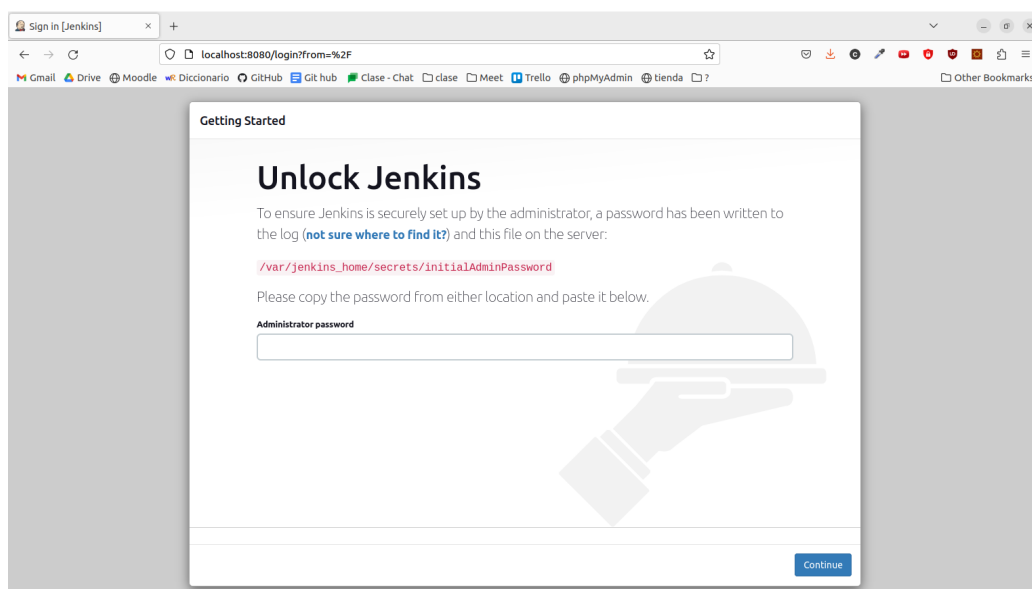 Sign in [Jenkins]
localhost:8080/login?from=%2F
Gmail Drive Moodle wR Diccionario GitHub Git hub Clase - Chat clase Meet Trello phpMyAdmin tienda ? Other Bookmarks
Getting Started
Unlock Jenkins
To ensure Jenkins is securely set up by the administrator, a password has been written to
the log (not sure where to find it?) and this file on the server:
/var/jenkins_home/secrets/initialAdminPassword
Please copy the password from either location and paste it below.
Administrator password
Continue